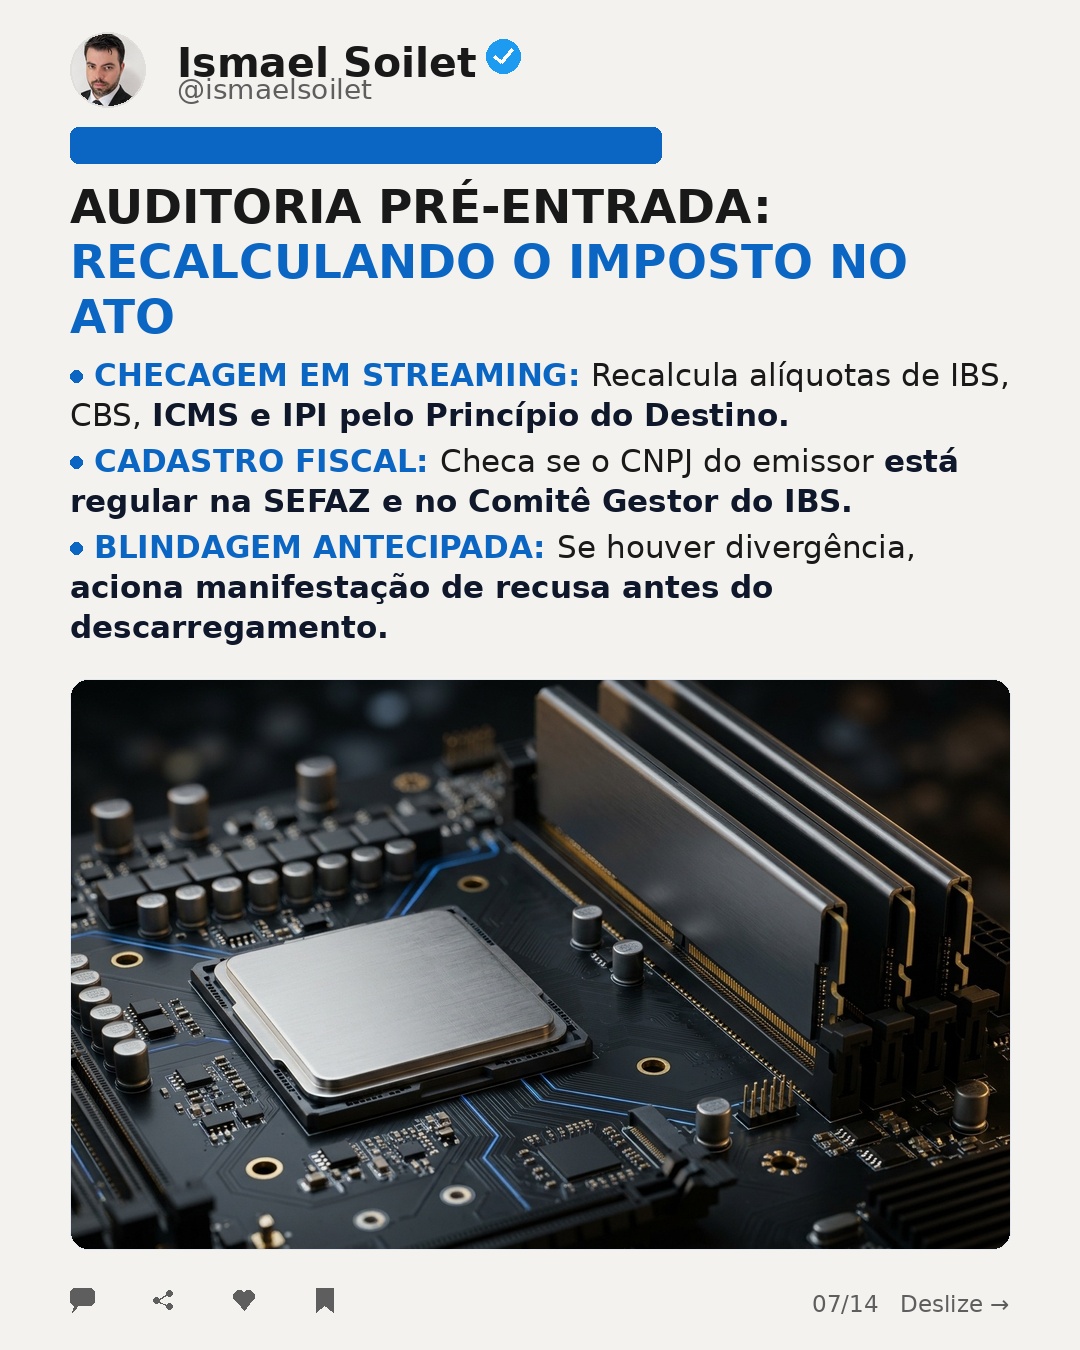 Ismael Soilet
@ismaelsoilet
AUDITORIA PRÉ-ENTRADA:
RECALCULANDO O IMPOSTO NO
ATO
• CHECAGEM EM STREAMING: Recalcula alíquotas de IBS,
CBS, ICMS e IPI pelo Princípio do Destino.
• CADASTRO FISCAL: Checa se o CNPJ do emissor está
regular na SEFAZ e no Comitê Gestor do IBS.
• BLINDAGEM ANTECIPADA: Se houver divergência,
aciona manifestação de recusa antes do
descarregamento.
07/14 Deslize →